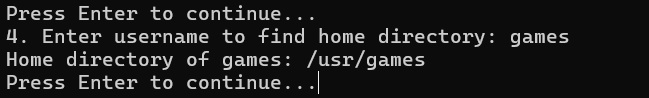 Press Enter to continue...
4. Enter username to find home directory: games
Home directory of games: /usr/games
Press Enter to continue...